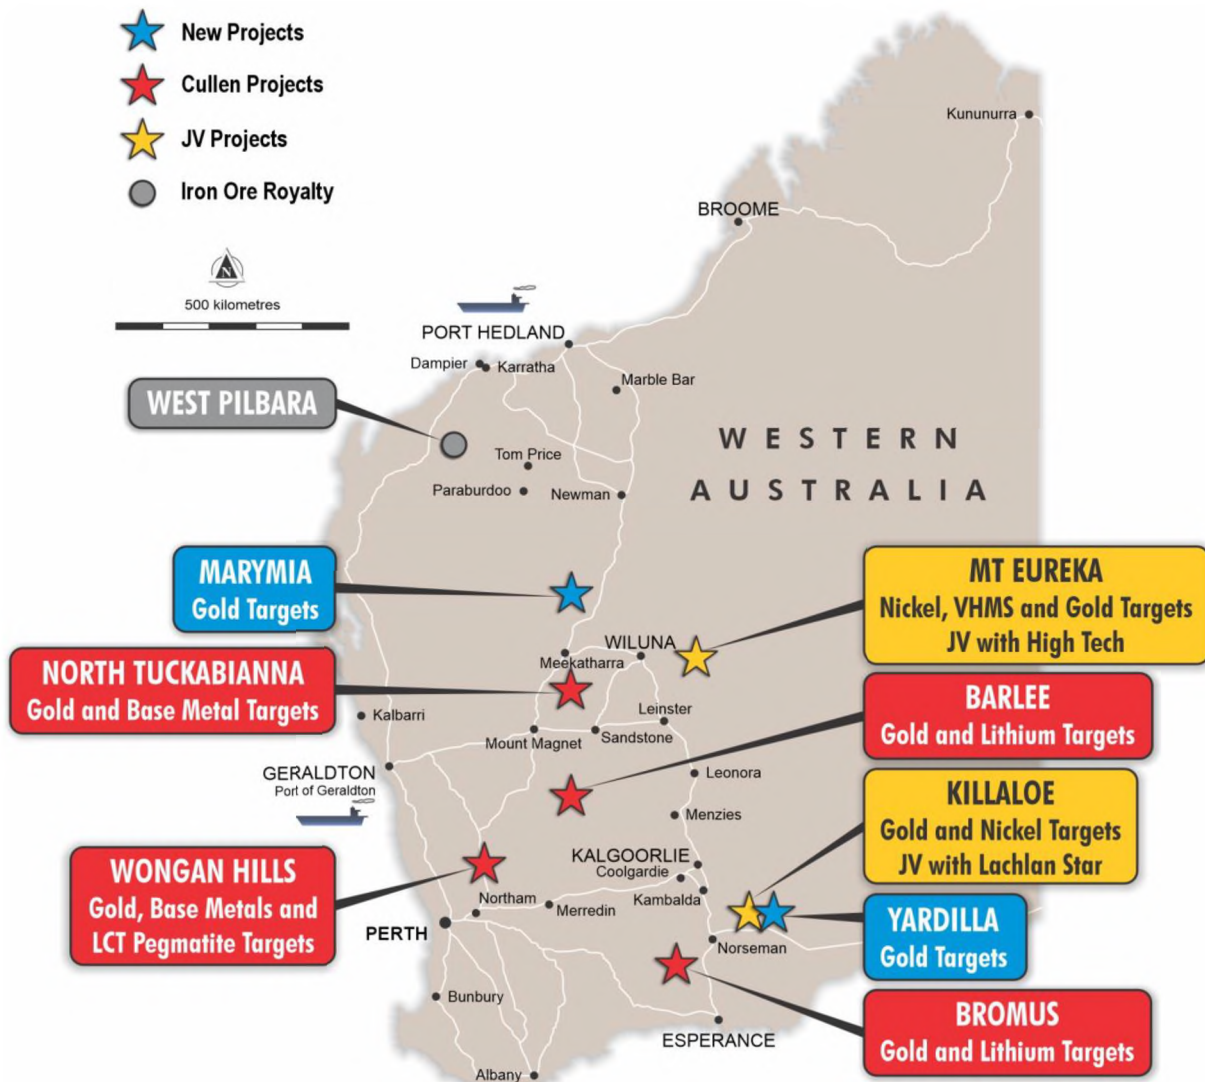 New Projects
Cullen Projects
JV Projects
Iron Ore Royalty
N
500 kilometres
Kununurra
BROOME
PORT HEDLAND
Dampier
Karratha
Marble Bar
WEST PILBARA
WESTERN
AUSTRALIA
Tom Price
Paraburdoo
Newman
MARYMIA
Gold Targets
MT EUREKA
Nickel, VHMS and Gold Targets
JV with High Tech
WILUNA
Meekatharra
NORTH TUCKABIANNA
Gold and Base Metal Targets
BARLEE
Gold and Lithium Targets
Kalbarri
Leinster
Mount Magnet
Sandstone
GERALDTON
Port of Geraldton
Leonora
KILLALOE
Gold and Nickel Targets
JV with Lachlan Star
Menzies
KALGOORLIE
Coolgardie
Kambalda
WONGAN HILLS
Gold, Base Metals and
LCT Pegmatite Targets
Northam
Merredin
PERTH
YARDILLA
Gold Targets
Norseman
Bunbury
BROMUS
Gold and Lithium Targets
ESPERANCE
Albany